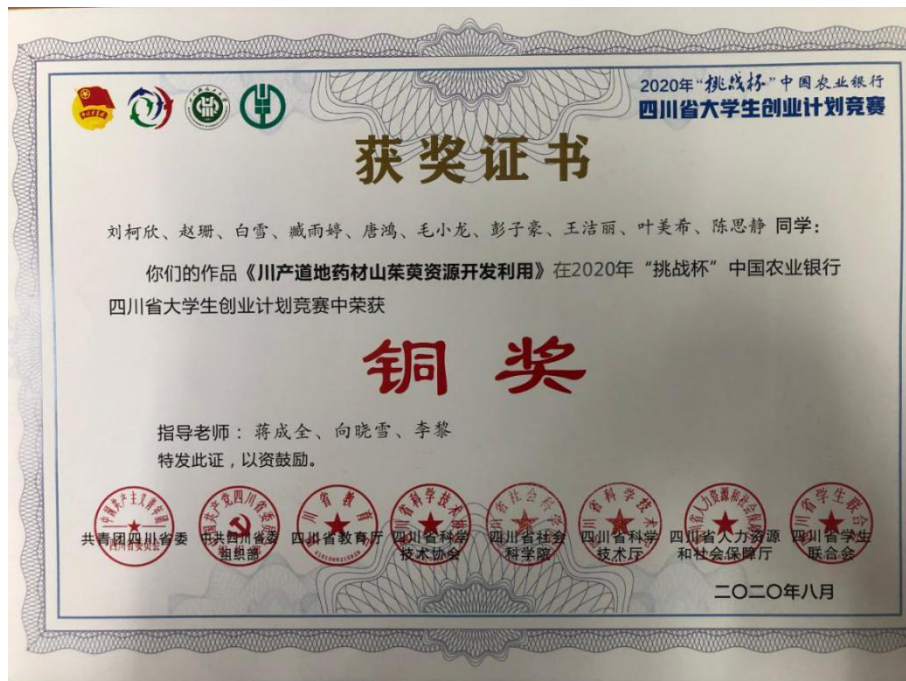 2020年“挑战杯”中国农业银行
四川省大学生创业计划竞赛
获奖证书
刘柯欣、赵珊、白雪、臧雨婷、唐鸿、毛小龙、彭子豪、王洁丽、叶美希、陈思静 同学：
你们的作品《川产道地药材山茱萸资源开发利用》在2020年“挑战杯”中国农业银行
四川省大学生创业计划竞赛中荣获
铜奖
指导老师：蒋成全、向晓雪、李黎
特发此证，以资鼓励。
共青团四川省委 中共四川省委组织部 四川省教育厅 四川省科学技术协会 四川省社会科学院 四川省科学技术厅 四川省人力资源和社会保障厅 四川省学生联合会
二〇二〇年八月